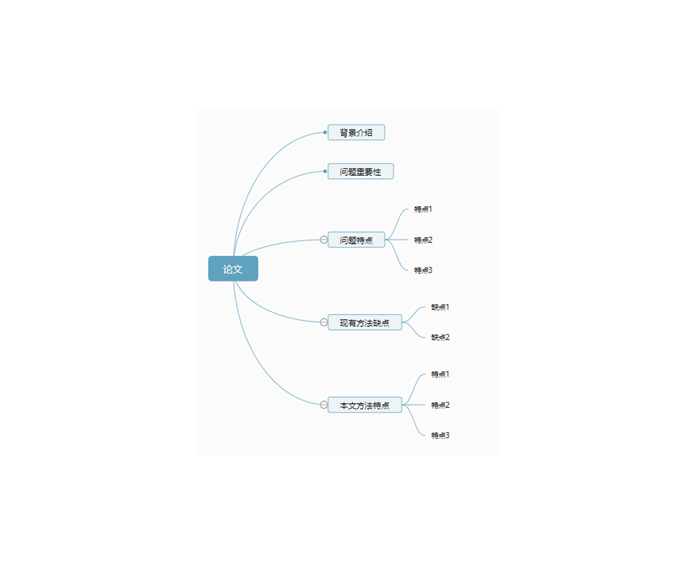 论文
背景介绍
问题重要性
问题特点
特点1
特点2
特点3
现有方法缺点
缺点1
缺点2
本文方法特点
特点1
特点2
特点3